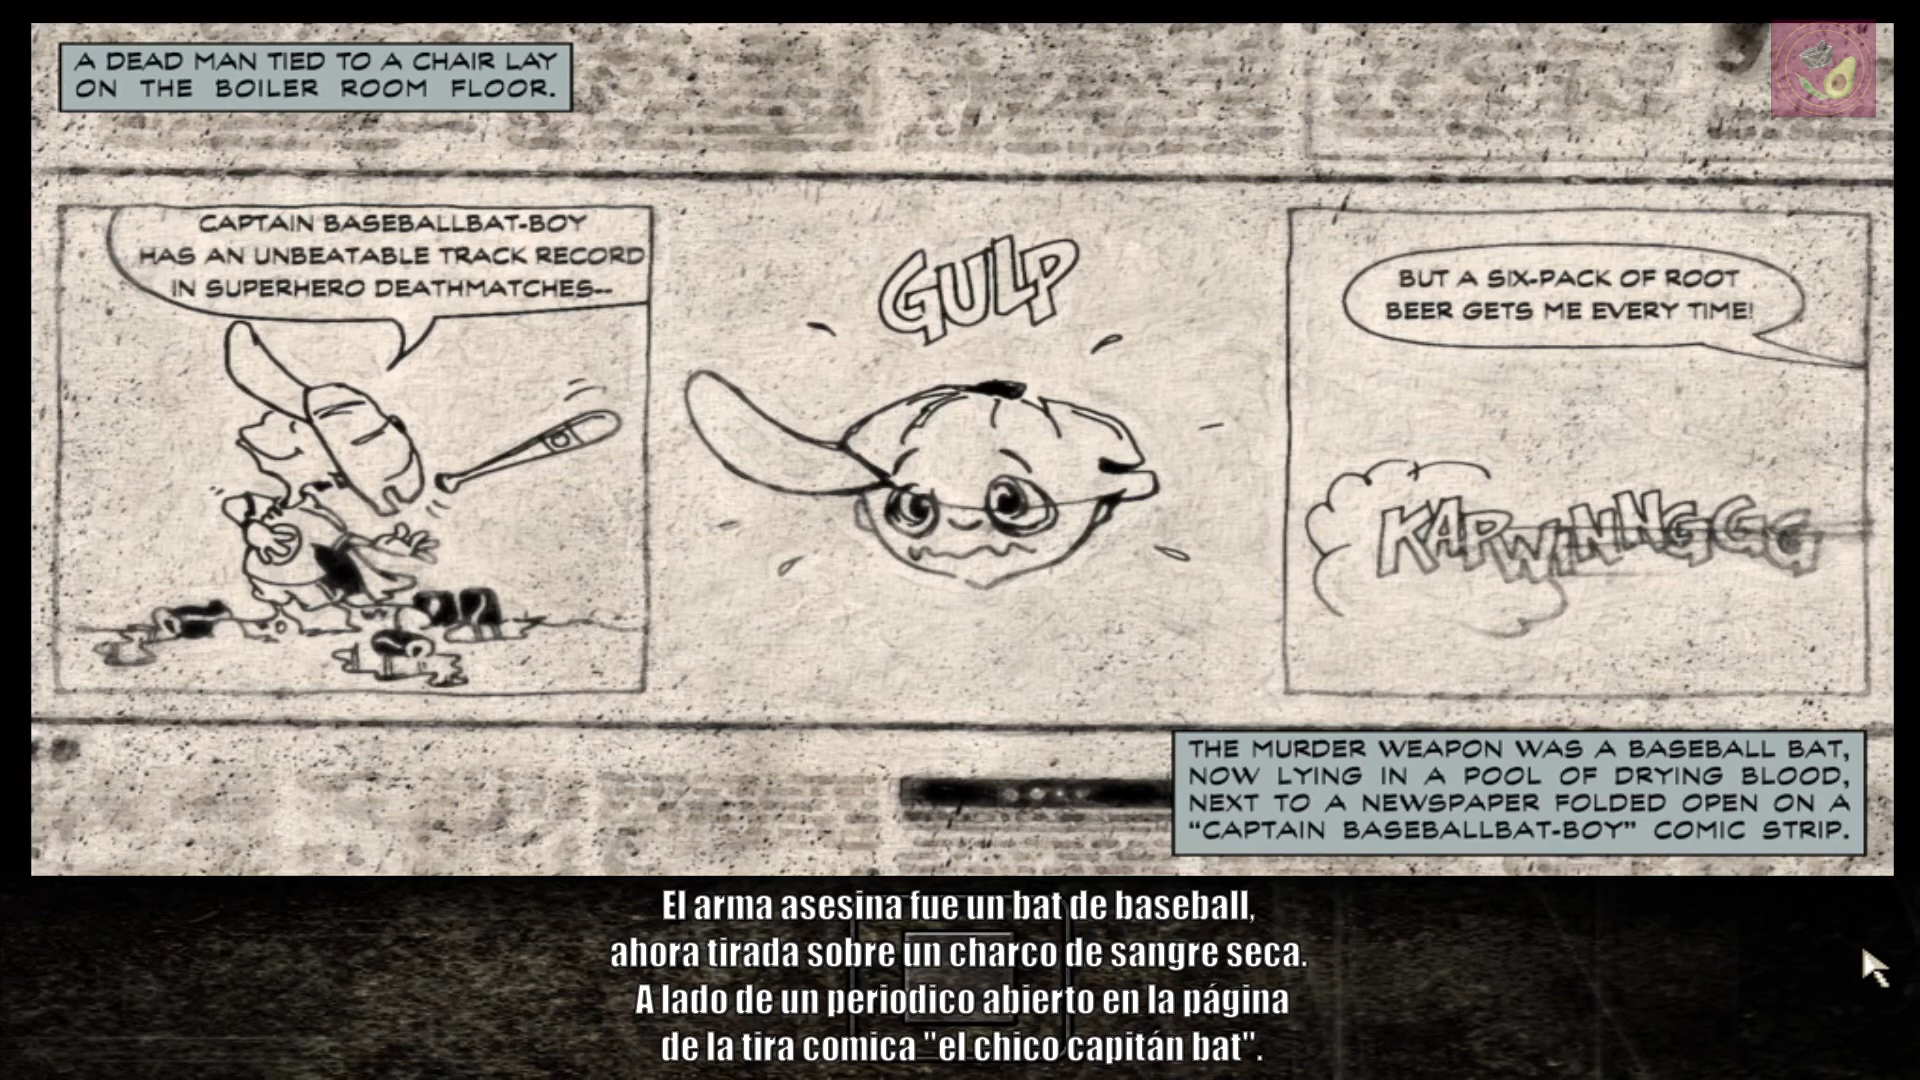 A DEAD MAN TIED TO A CHAIR LAY
ON THE BOILER ROOM FLOOR.
CAPTAIN BASEBALLBAT-BOY
HAS AN UNBEATABLE TRACK RECORD
IN SUPERHERO DEATHMATCHES--
GULP
BUT A SIX-PACK OF ROOT
BEER GETS ME EVERY TIME!
KAPWINNGGG
THE MURDER WEAPON WAS A BASEBALL BAT,
NOW LYING IN A POOL OF DRYING BLOOD,
NEXT TO A NEWSPAPER FOLDED OPEN ON A
“CAPTAIN BASEBALLBAT-BOY” COMIC STRIP.
El arma asesina fue un bat de baseball,
ahora tirada sobre un charco de sangre seca.
A lado de un periodico abierto en la página
de la tira comica "el chico capitán bat".